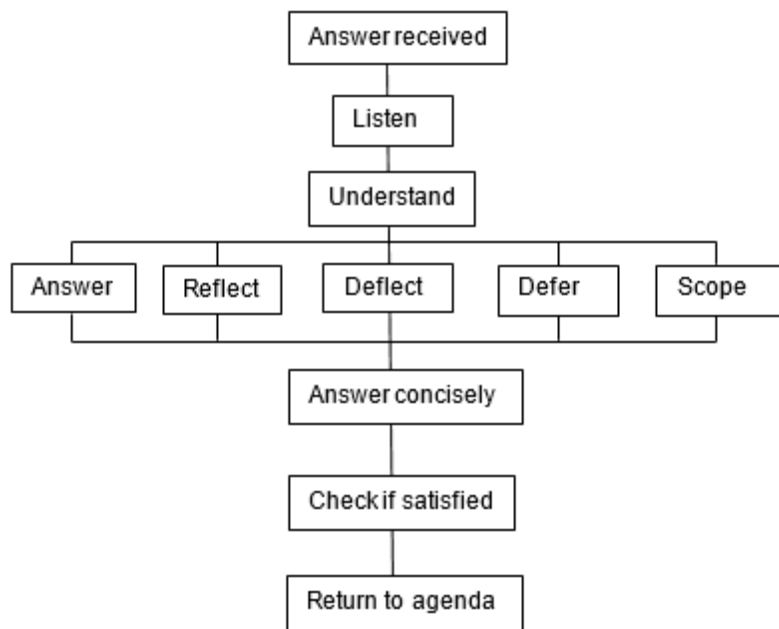 Answer received
Listen
Understand
Answer
Reflect
Deflect
Defer
Scope
Answer concisely
Check if satisfied
Return to agenda